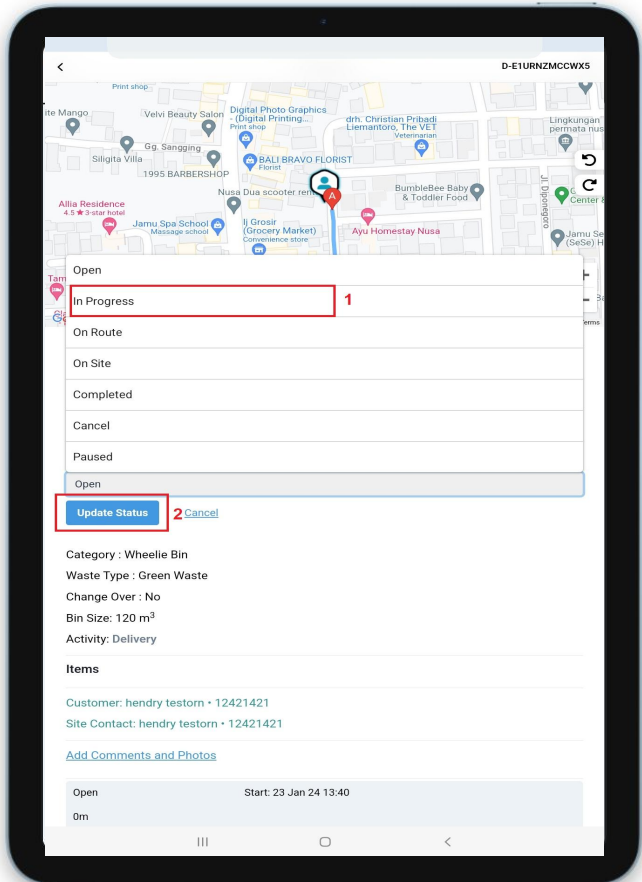 D-E1URNZMCCWX5
Print shop
ite Mango
Velvi Beauty Salon
Digital Photo Graphics
- (Digital Printing...
Print shop
drh. Christian Pribadi
Liemantoro, The VET
Veterinarian
Lingkungan
permata nus
Gg. Sangging
Siligita Villa
BALI BRAVO FLORIST
Florist
1995 BARBERSHOP
Nusa Dua scooter ren
A
BumbleBee Baby
& Toddler Food
Jl. Diponegoro
Center &
Allia Residence
4.5 ★ 3-star hotel
Jamu Spa School
Massage school
Ij Grosir
(Grocery Market)
Convenience store
Ayu Homestay Nusa
Jamu Se
(SeSe) H
Tam
Open
In Progress
1
On Route
erms
On Site
Completed
Cancel
Paused
Open
Update Status
2
Cancel
Category : Wheelie Bin
Waste Type : Green Waste
Change Over : No
Bin Size: 120 m³
Activity: Delivery
Items
Customer: hendry testorn • 12421421
Site Contact: hendry testorn • 12421421
Add Comments and Photos
Open
Start: 23 Jan 24 13:40
0m